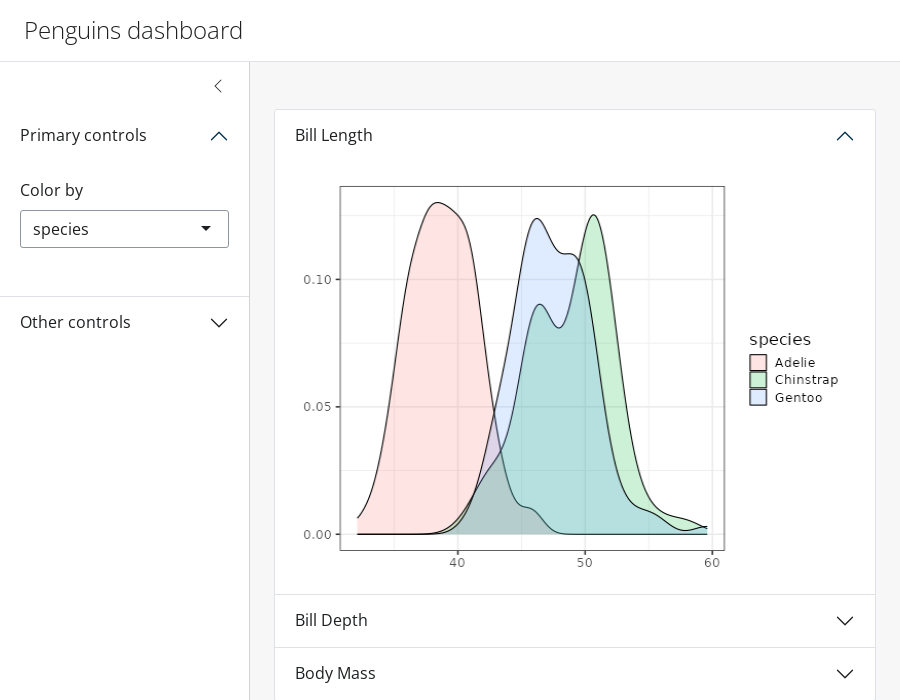 Penguins dashboard
Primary controls
Color by
species
Other controls
Bill Length
0.10
0.05
0.00
40 50 60
species
Adelie
Chinstrap
Gentoo
Bill Depth
Body Mass